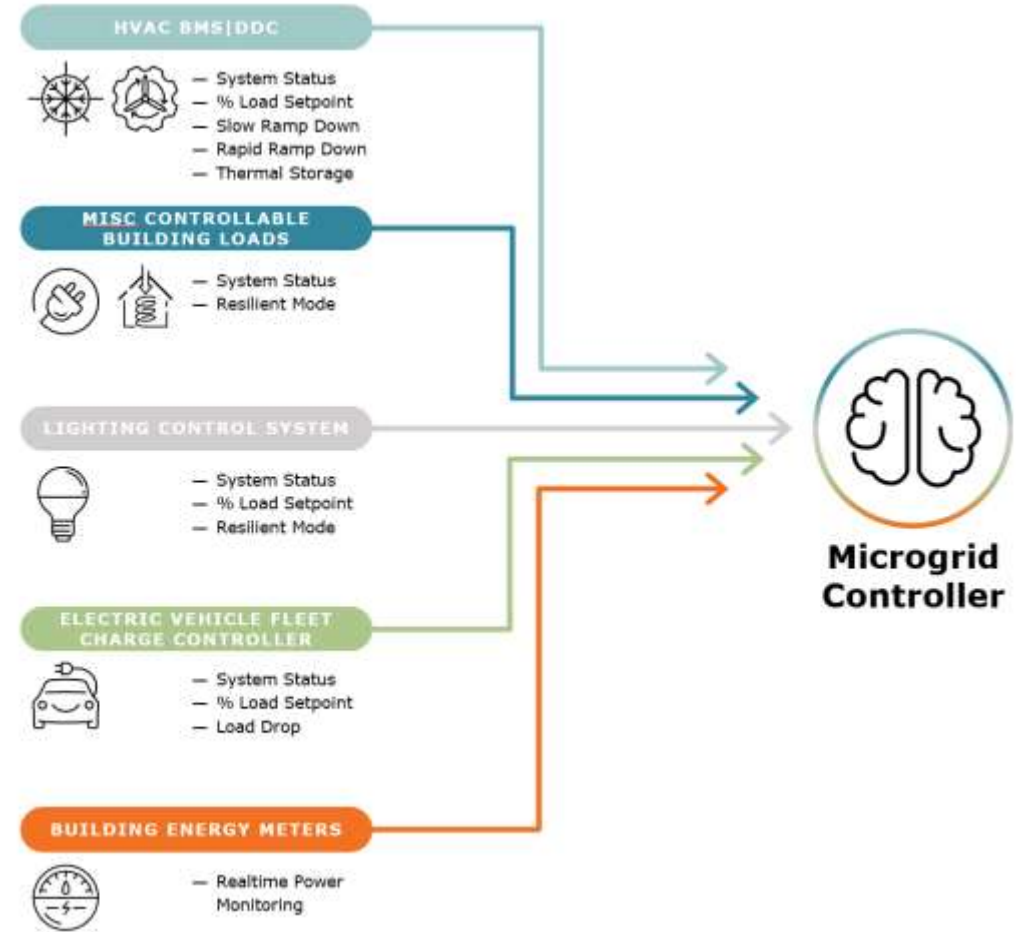 HVAC BMS|DDC
— System Status
— % Load Setpoint
— Slow Ramp Down
— Rapid Ramp Down
— Thermal Storage
MISC CONTROLLABLE
BUILDING LOADS
— System Status
— Resilient Mode
LIGHTING CONTROL SYSTEM
— System Status
— % Load Setpoint
— Resilient Mode
ELECTRIC VEHICLE FLEET
CHARGE CONTROLLER
— System Status
— % Load Setpoint
— Load Drop
BUILDING ENERGY METERS
— Realtime Power
Monitoring
Microgrid
Controller